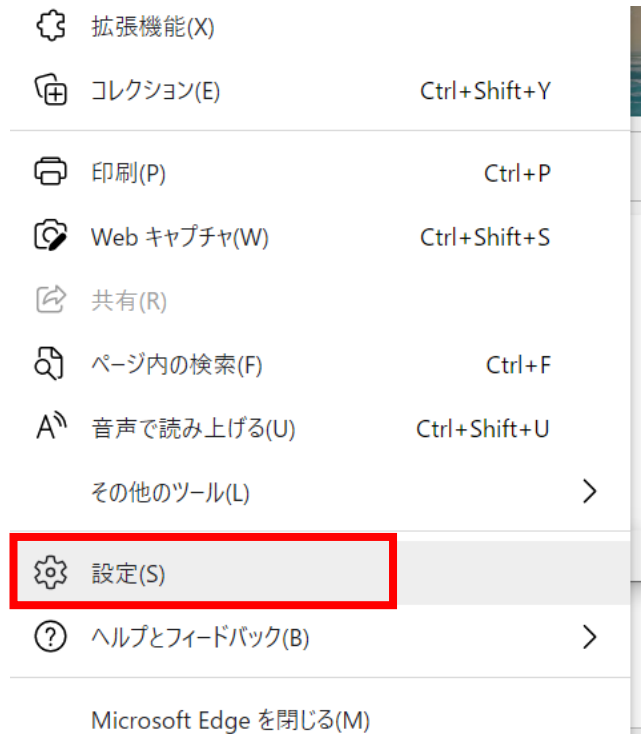 拡張機能(X)
コレクション(E) Ctrl+Shift+Y
印刷(P) Ctrl+P
Web キャプチャ(W) Ctrl+Shift+S
共有(R)
ページ内の検索(F) Ctrl+F
音声で読み上げる(U) Ctrl+Shift+U
その他のツール(L)
設定(S)
ヘルプとフィードバック(B)
Microsoft Edge を閉じる(M)